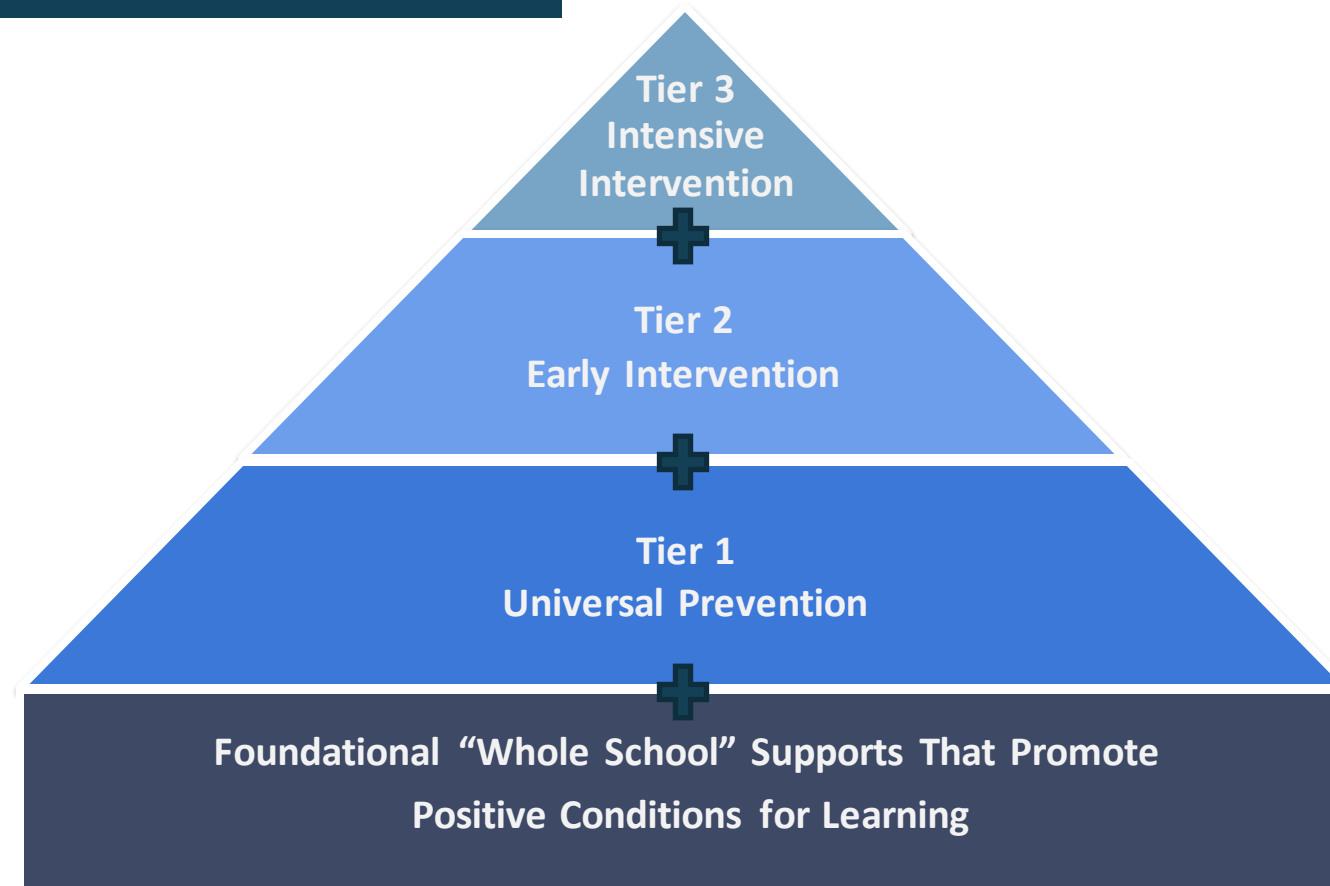 Tier 3
Intensive
Intervention
Tier 2
Early Intervention
Tier 1
Universal Prevention
Foundational “Whole School” Supports That Promote
Positive Conditions for Learning